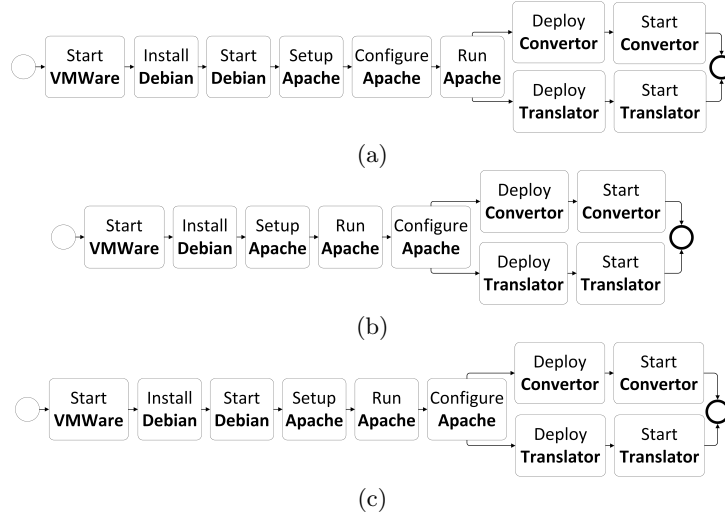 Deploy
Convertor
Start
Convertor
Start
VMWare
Install
Debian
Start
Debian
Setup
Apache
Configure
Apache
Run
Apache
Deploy
Translator
Start
Translator
(a)
Deploy
Convertor
Start
Convertor
Start
VMWare
Install
Debian
Setup
Apache
Run
Apache
Configure
Apache
Deploy
Translator
Start
Translator
(b)
Deploy
Convertor
Start
Convertor
Start
VMWare
Install
Debian
Start
Debian
Setup
Apache
Run
Apache
Configure
Apache
Deploy
Translator
Start
Translator
(c)